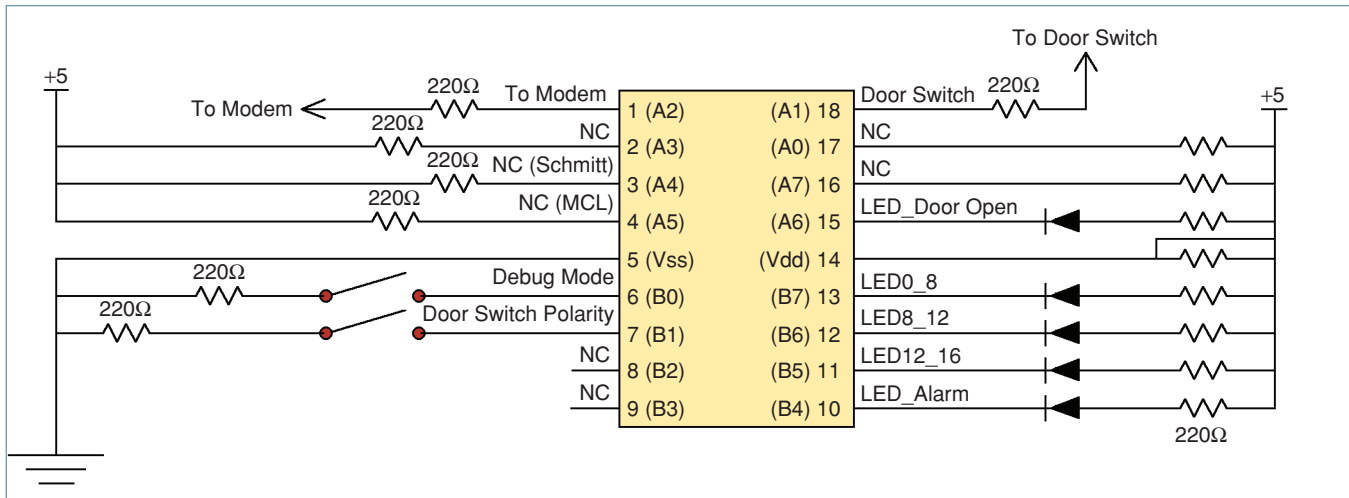 To Door Switch
+5
220Ω
To Modem
Door Switch
220Ω
+5
To Modem
1 (A2)
(A1) 18
220Ω
NC
NC
2 (A3)
(A0) 17
220Ω
NC (Schmitt)
NC
3 (A4)
(A7) 16
220Ω
NC (MCL)
LED_Door Open
4 (A5)
(A6) 15
5 (Vss)
(Vdd) 14
220Ω
Debug Mode
LED0_8
6 (B0)
(B7) 13
220Ω
Door Switch Polarity
LED8_12
7 (B1)
(B6) 12
NC
LED12_16
8 (B2)
(B5) 11
NC
LED_Alarm
9 (B3)
(B4) 10
220Ω